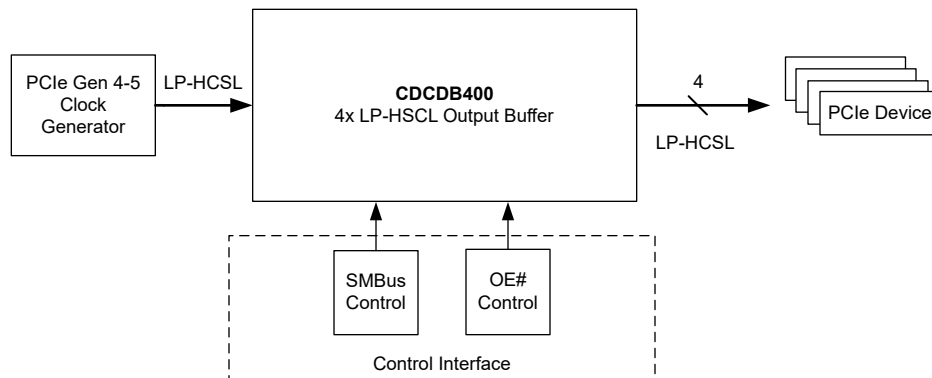 PCIe Gen 4-5
Clock
Generator
LP-HCSL
CDCDB400
4x LP-HSCL Output Buffer
4
LP-HCSL
PCIe Device
SMBus
Control
OE#
Control
Control Interface